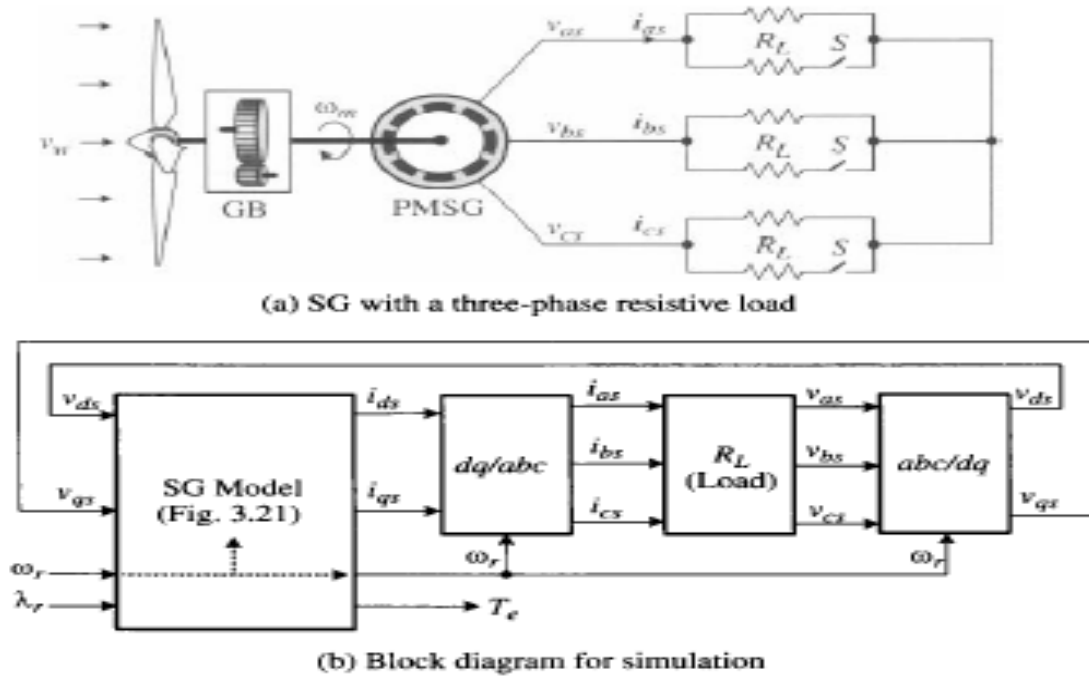 v_as i_as
R_L S
v_w
ω_m
v_bs i_bs
R_L S
GB
PMSG
v_cs i_cs
R_L S
(a) SG with a three-phase resistive load
v_ds i_ds i_as v_as v_ds
dq/abc
i_bs
R_L
(Load)
v_bs
abc/dq
v_qs
SG Model
(Fig. 3.21)
i_qs i_cs v_cs v_qs
ω_r ω_r ω_r
λ_r T_e
(b) Block diagram for simulation